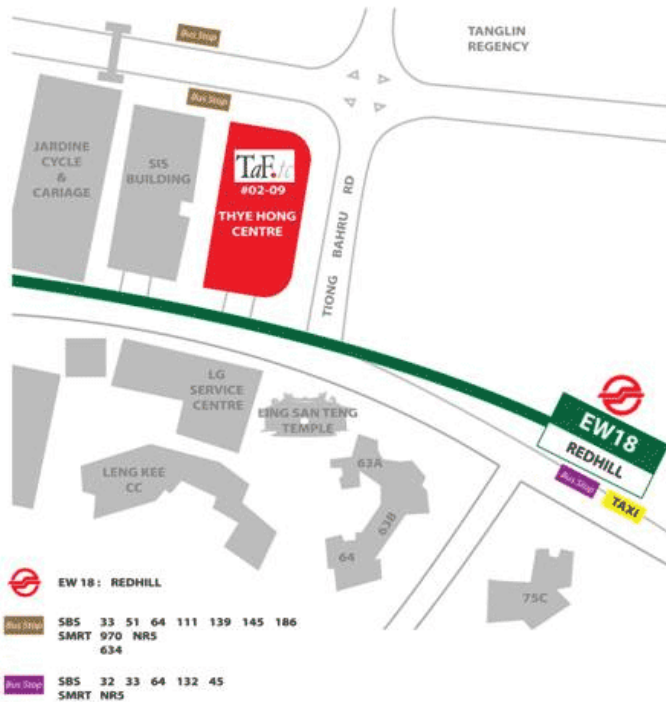 Bus Stop
TANGLIN
REGENCY
Bus Stop
JARDINE
CYCLE
&
CARIAGE
SIS
BUILDING
TaF.tc
#02-09
THYE HONG
CENTRE
TIONG BAHRU RD
LG
SERVICE
CENTRE
LING SAN TENG
TEMPLE
EW18
REDHILL
LENG KEE
CC
63A
63B
64
Bus Stop
TAXI
75C
EW 18 : REDHILL
Bus Stop SBS 33 51 64 111 139 145 186
SMRT 970 NR5
634
Bus Stop SBS 32 33 64 132 45
SMRT NR5